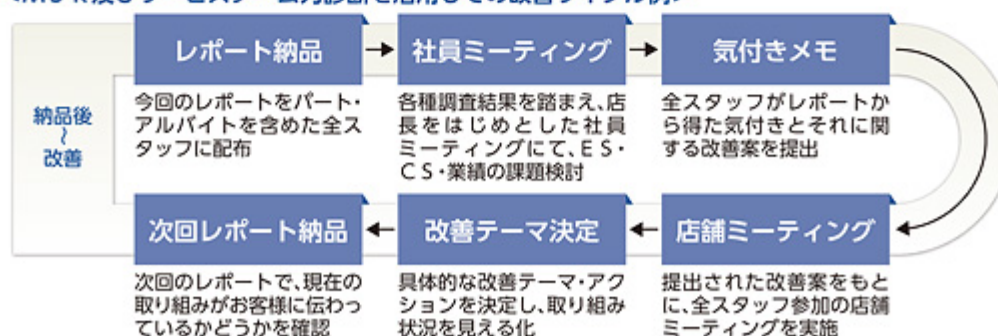 納品後
〜
改善
レポート納品
今回のレポートをパート・
アルバイトを含めた全ス
タッフに配布
社員ミーティング
各種調査結果を踏まえ、店
長をはじめとした社員
ミーティングにて、ES・
CS・業績の課題検討
気付きメモ
全スタッフがレポートか
ら得た気付きとそれに関
する改善案を提出
店舗ミーティング
提出された改善案をもと
に、全スタッフ参加の店舗
ミーティングを実施
改善テーマ決定
具体的な改善テーマ・アク
ションを決定し、取り組み
状況を見える化
次回レポート納品
次回のレポートで、現在の
取り組みがお客様に伝わっ
ているかどうかを確認